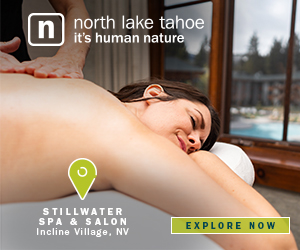 n north lake tahoe
it's human nature
STILLWATER
SPA & SALON
Incline Village, NV
EXPLORE NOW